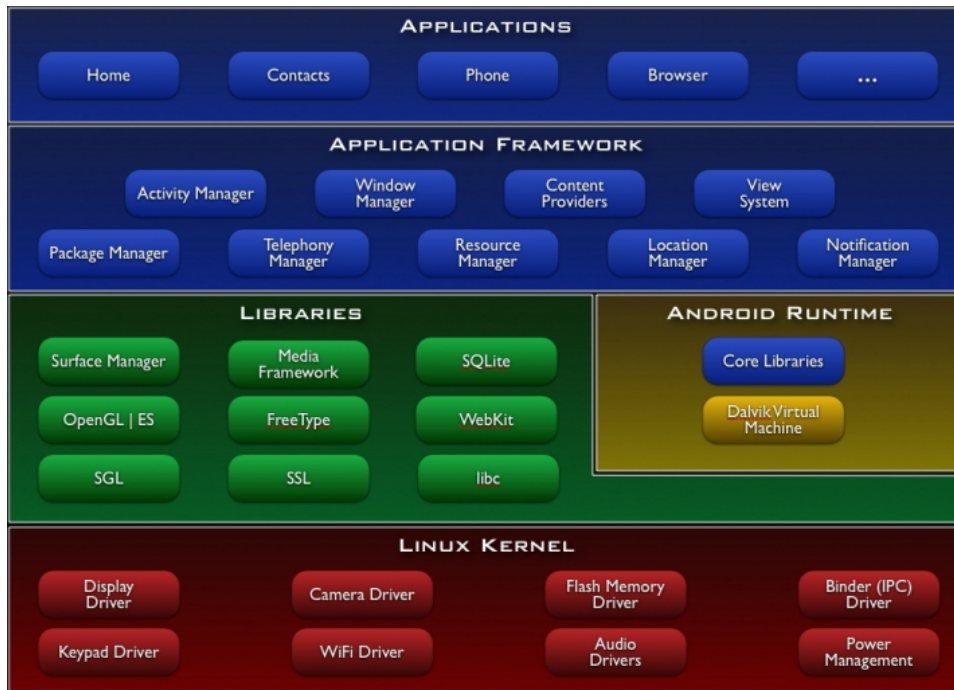 APPLICATIONS
Home
Contacts
Phone
Browser
...
APPLICATION FRAMEWORK
Activity Manager
Window
Manager
Content
Providers
View
System
Package Manager
Telephony
Manager
Resource
Manager
Location
Manager
Notification
Manager
LIBRARIES
Surface Manager
Media
Framework
SQLite
OpenGL | ES
FreeType
WebKit
SGL
SSL
libc
ANDROID RUNTIME
Core Libraries
Dalvik Virtual
Machine
LINUX KERNEL
Display
Driver
Camera Driver
Flash Memory
Driver
Binder (IPC)
Driver
Keypad Driver
WiFi Driver
Audio
Drivers
Power
Management